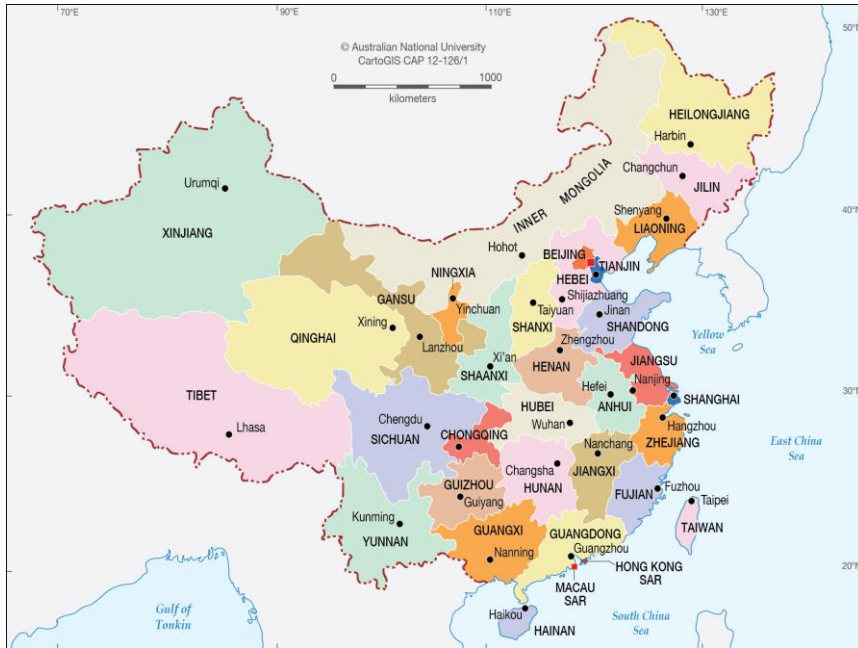 70°E
90°E
110°E
130°E
50°N
© Australian National University
CartoGIS CAP 12-126/1
0 1000
kilometers
HEILONGJIANG
Harbin
Changchun
JILIN
Urumqi
INNER MONGOLIA
Shenyang
LIAONING
40°N
XINJIANG
Hohot
BEIJING
TIANJIN
NINGXIA
HEBEI
GANSU
Yinchuan
Shijiazhuang
Taiyuan
Jinan
Xining
SHANXI
SHANDONG
QINGHAI
Yellow
Sea
Lanzhou
Zhengzhou
Xi'an
HENAN
JIANGSU
SHAANXI
Hefei
Nanjing
TIBET
ANHUI
SHANGHAI
30°N
Chengdu
HUBEI
Hangzhou
Lhasa
SICHUAN
CHONGQING
Wuhan
ZHEJIANG
East China
Sea
Nanchang
Changsha
JIANGXI
GUIZHOU
HUNAN
Fuzhou
Guiyang
FUJIAN
Taipei
Kunming
GUANGXI
GUANGDONG
TAIWAN
YUNNAN
Guangzhou
Nanning
HONG KONG
SAR
20°N
MACAU
SAR
Gulf of
Tonkin
Haikou
HAINAN
South China
Sea